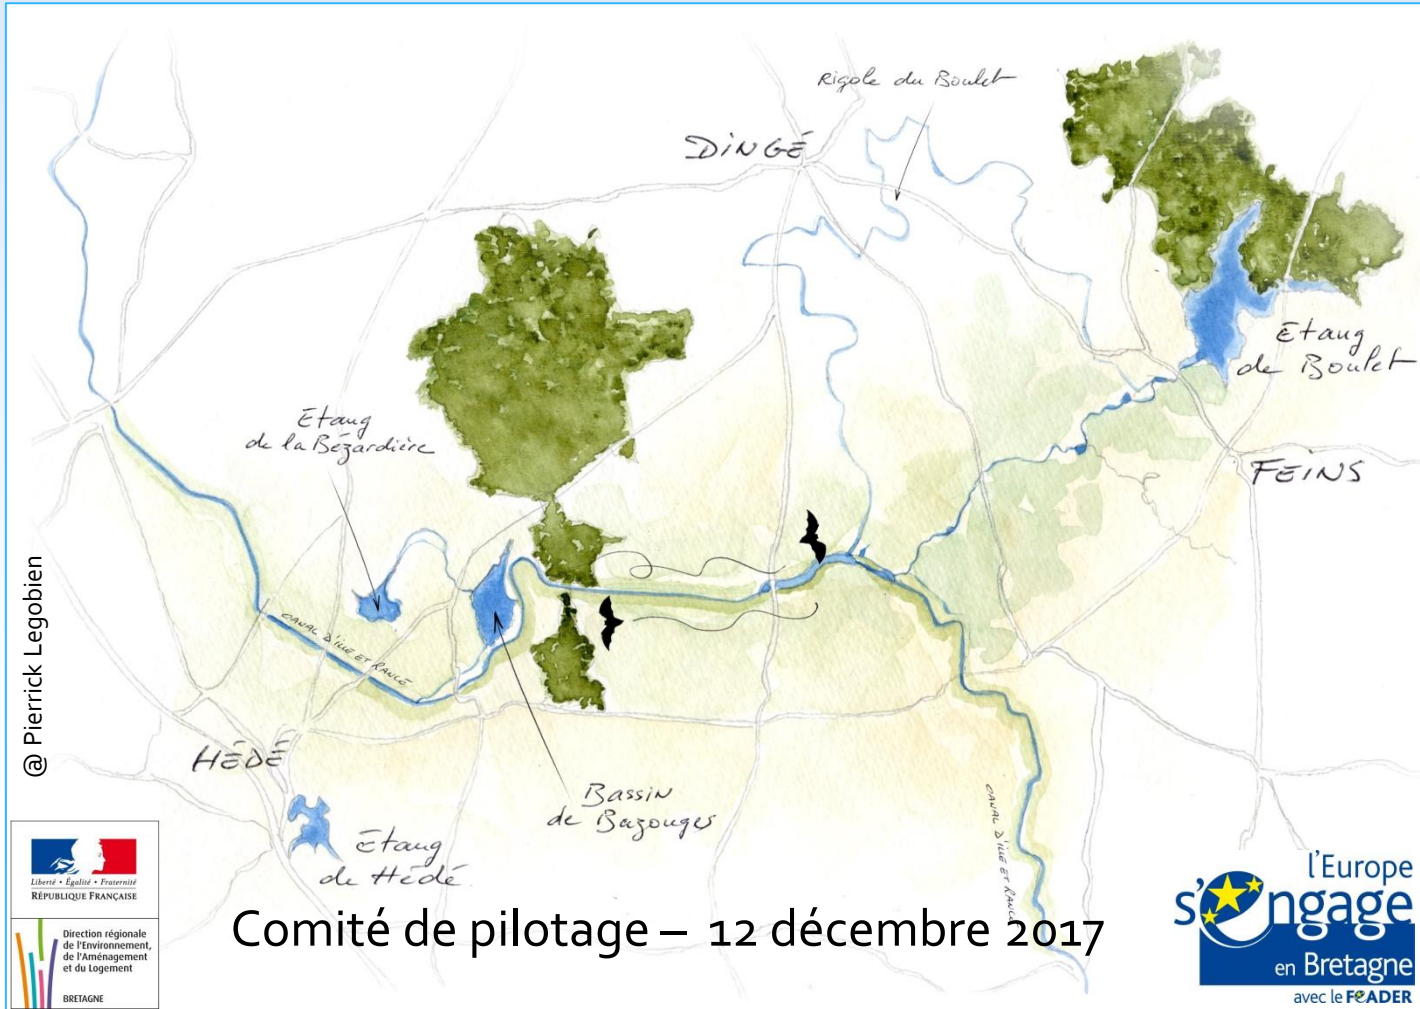 Rigole du Boulet
DINGÉ
Etang
de Boulet
Etang
de la Bézardière
FEINS
@ Pierrick Legobien
CANAL D'ILLE ET RANCE
HÉDÉ
Bassin
de Bazouges
CANAL D'ILLE ET RANCE
Etang
de Hédé
Liberté • Égalité • Fraternité
RÉPUBLIQUE FRANÇAISE
Direction régionale
de l'Environnement,
de l'Aménagement
et du Logement
BRETAGNE
Comité de pilotage – 12 décembre 2017
l'Europe
s'engage
en Bretagne
avec le FEADER